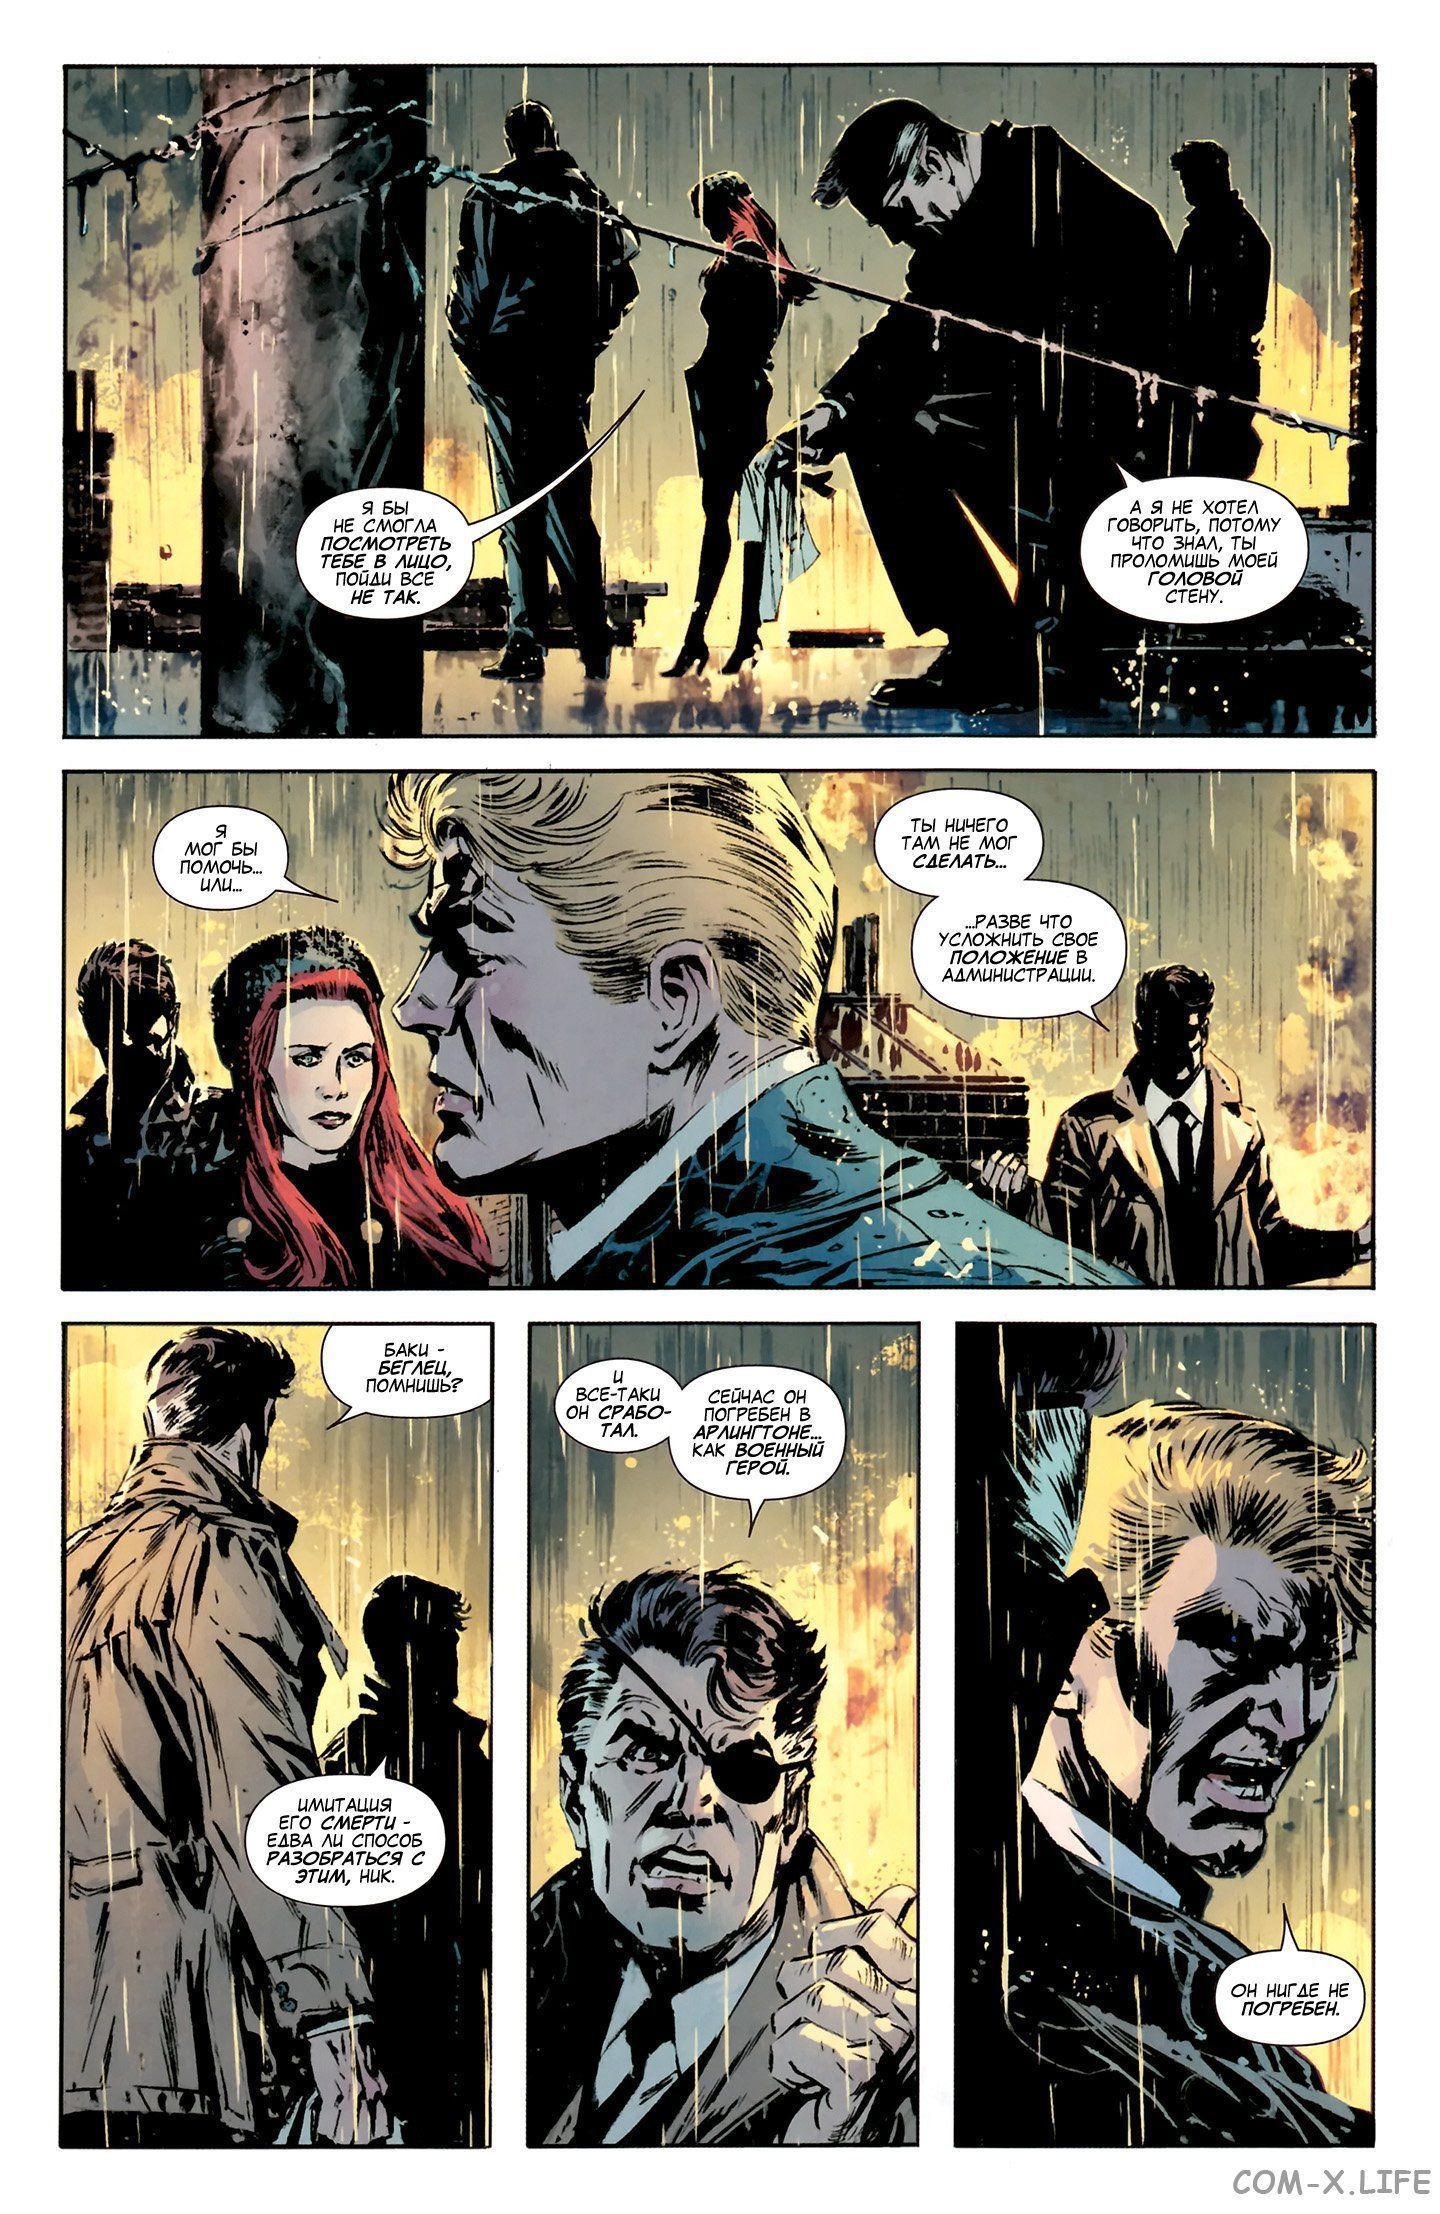 Я БЫ
НЕ СМОГЛА
ПОСМОТРЕТЬ
ТЕБЕ В ЛИЦО,
ПОЙДИ ВСЕ
НЕ ТАК.
А Я НЕ ХОТЕЛ
ГОВОРИТЬ, ПОТОМУ
ЧТО ЗНАЛ, ТЫ
ПРОЛОМИШЬ МОЕЙ
ГОЛОВОЙ
СТЕНУ.
Я
МОГ БЫ
ПОМОЧЬ...
ИЛИ...
ТЫ НИЧЕГО
ТАМ НЕ МОГ
СДЕЛАТЬ...
...РАЗВЕ ЧТО
УСЛОЖНИТЬ СВОЕ
ПОЛОЖЕНИЕ В
АДМИНИСТРАЦИИ.
БАКИ -
БЕГЛЕЦ,
ПОМНИШЬ?
ИМИТАЦИЯ
ЕГО СМЕРТИ -
ЕДВА ЛИ СПОСОБ
РАЗОБРАТЬСЯ С
ЭТИМ, НИК.
И
ВСЕ-ТАКИ
ОН СРАБО-
ТАЛ.
СЕЙЧАС ОН
ПОГРЕБЕН В
АРЛИНГТОНЕ...
КАК ВОЕННЫЙ
ГЕРОЙ.
ОН НИГДЕ НЕ
ПОГРЕБЕН.
COM-X.LIFE